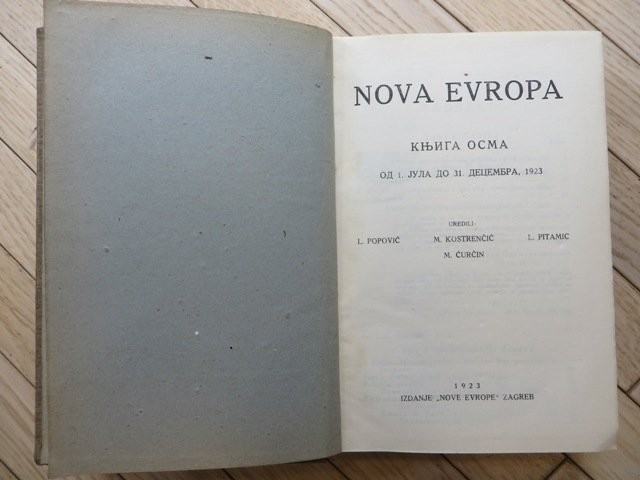 NOVA EVROPA
КЊИГА ОСМА
ОД 1. ЈУЛА ДО 31. ДЕЦЕМБРА, 1923
UREDILI:
L. POPOVIĆ M. KOSTRENČIĆ L. PITAMIC
M. ĆURČIN
1923
IZDANJE „NOVE EVROPE“ ZAGREB